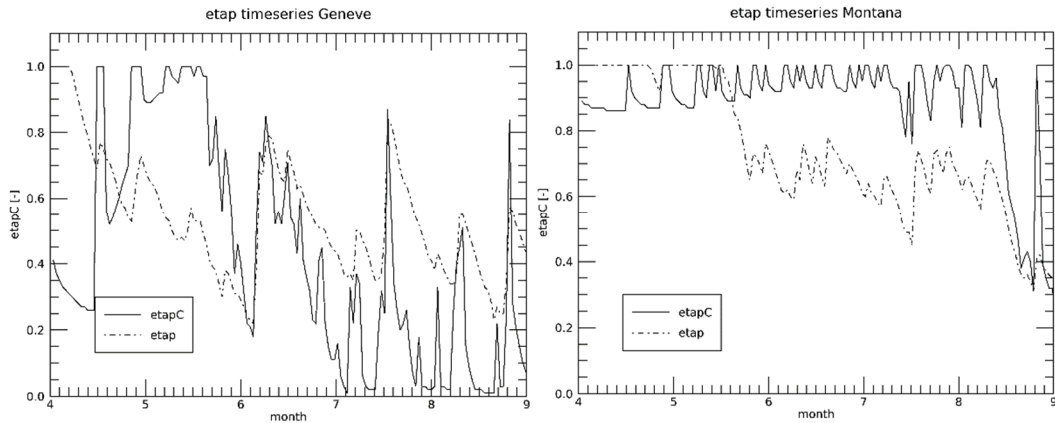 etap timeseries Geneve
1.0
0.8
0.6
0.4
0.2
0.0
etapC [-]
etapC
etap
4 5 6 7 8 9
month
etap timeseries Montana
1.0
0.8
0.6
0.4
0.2
0.0
etapC [-]
etapC
etap
4 5 6 7 8 9
month